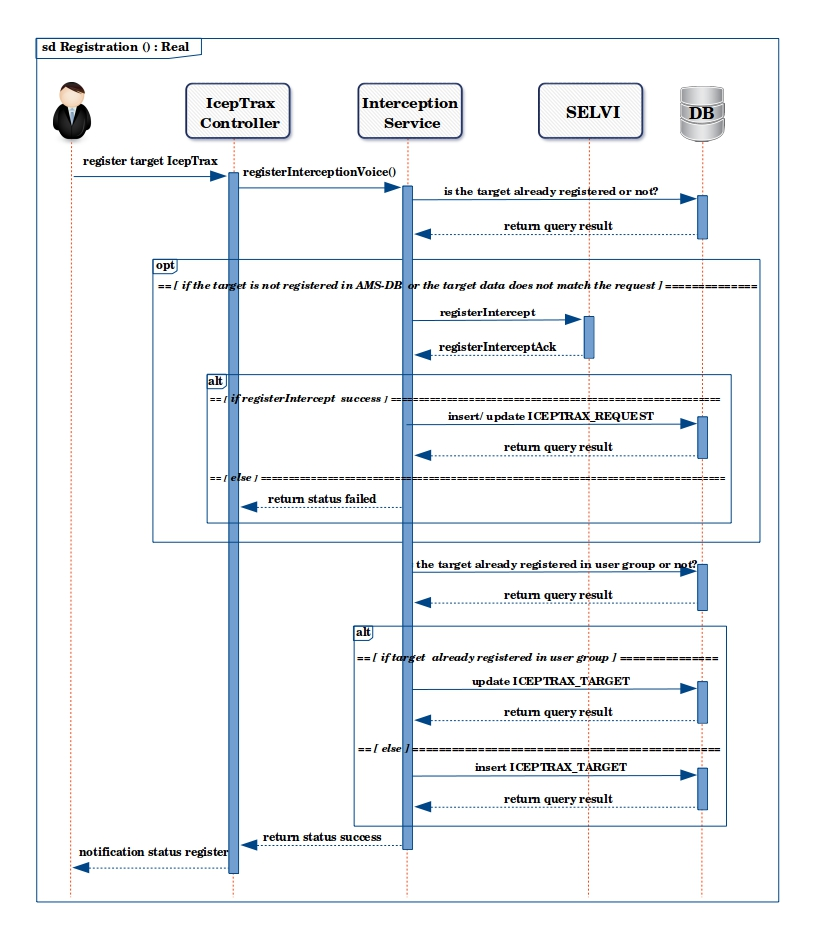 sd Registration () : Real
IcepTrax
Controller
Interception
Service
SELVI
DB
register target IcepTrax
registerInterceptionVoice()
is the target already registered or not?
return query result
opt
==[ if the target is not registered in AMS-DB or the target data does not match the request ] ==============
registerIntercept
registerInterceptAck
alt
==[ if registerIntercept success ] ============================================================
insert/ update ICEPTRAX_REQUEST
return query result
==[ else ] =====================================================================================
return status failed
the target already registered in user group or not?
return query result
alt
==[ if target already registered in user group ] ===============
update ICEPTRAX_TARGET
return query result
==[ else ] ===============================================
insert ICEPTRAX_TARGET
return query result
return status success
notification status register